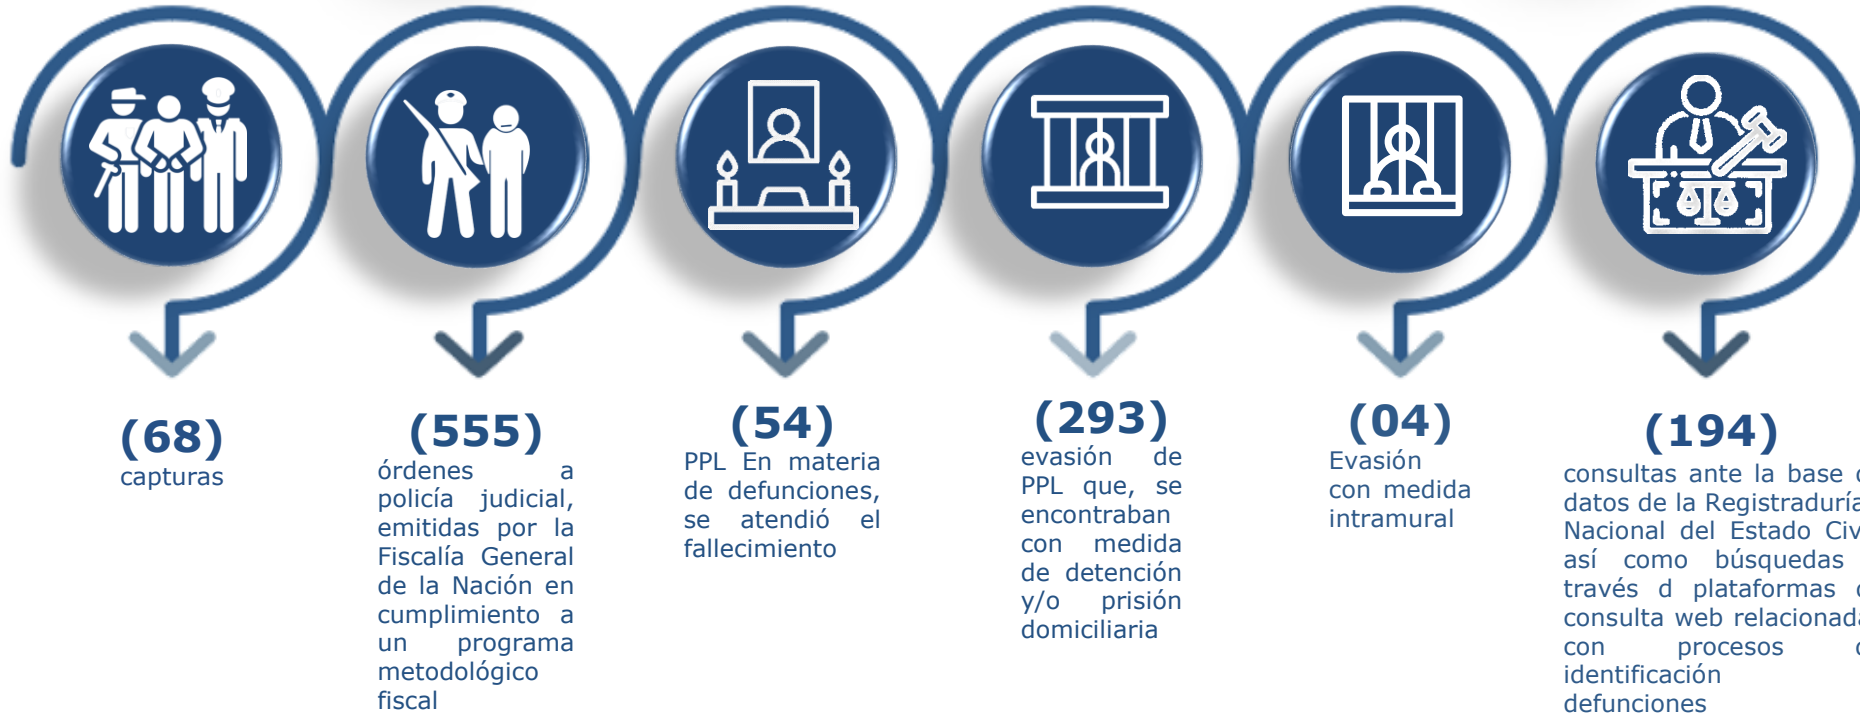 (68)
capturas
(555)
órdenes a
policía judicial,
emitidas por la
Fiscalía General
de la Nación en
cumplimiento a
un programa
metodológico
fiscal
(54)
PPL En materia
de defunciones,
se atendió el
fallecimiento
(293)
evasión de
PPL que, se
encontraban
con medida
de detención
y/o prisión
domiciliaria
(04)
Evasión
con medida
intramural
(194)
consultas ante la base
datos de la Registraduría
Nacional del Estado
así como búsquedas
través d plataformas
consulta web
con procesos
identificación
defunciones